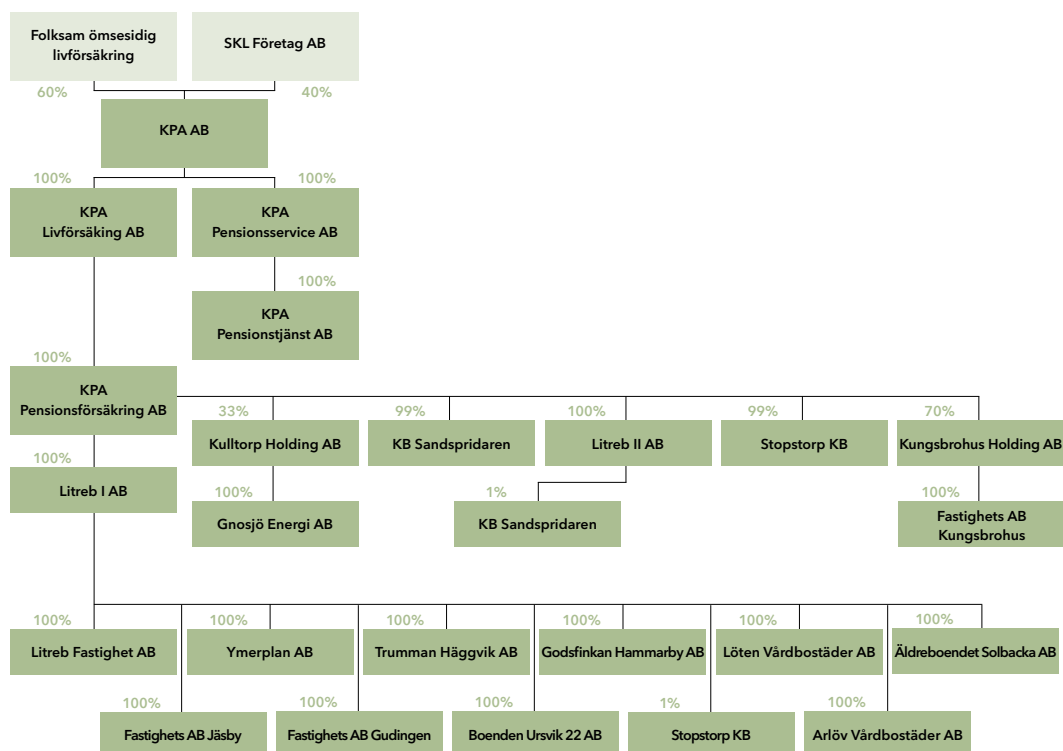 Folksam ömsesidig
livförsäkring
SKL Företag AB
60%
40%
KPA AB
100%
100%
KPA
Livförsäking AB
KPA
Pensionsservice AB
100%
KPA
Pensionstjänst AB
100%
KPA
Pensionsförsäkring AB
33%
99%
100%
99%
70%
Kulltorp Holding AB
KB Sandspridaren
Litreb II AB
Stopstorp KB
Kungsbrohus Holding AB
100%
Litreb I AB
100%
Gnosjö Energi AB
1%
KB Sandspridaren
100%
Fastighets AB
Kungsbrohus
100%
100%
100%
100%
100%
100%
Litreb Fastighet AB
Ymerplan AB
Trumman Häggvik AB
Godsfinkan Hammarby AB
Löten Vårdbostäder AB
Äldreboendet Solbacka AB
100%
100%
100%
1%
100%
Fastighets AB Jäsby
Fastighets AB Gudingen
Boenden Ursvik 22 AB
Stopstorp KB
Arlöv Vårdbostäder AB